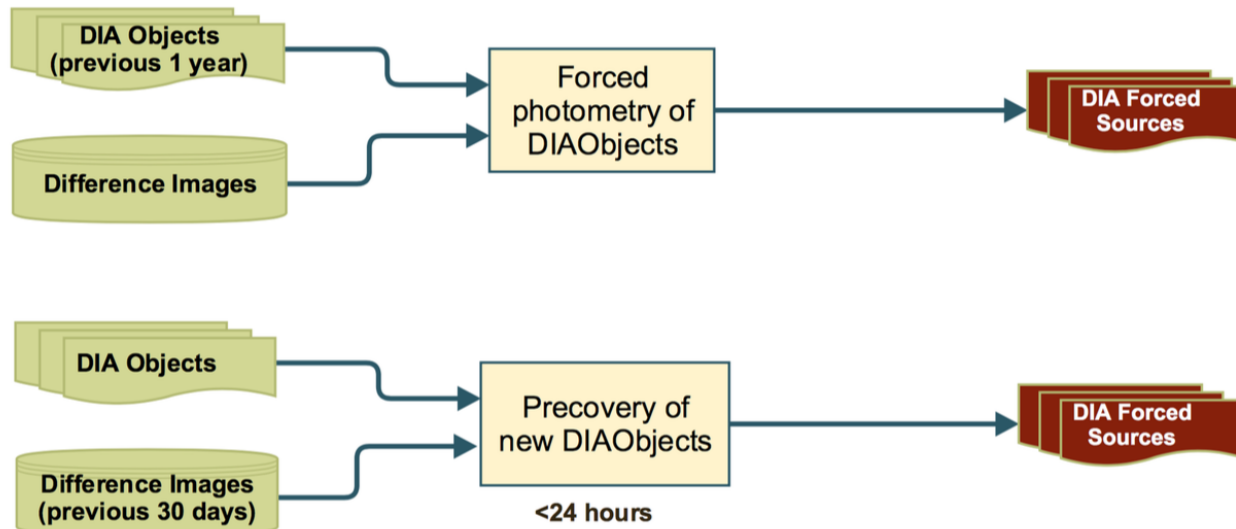 DIA Objects
(previous 1 year)
Difference Images
Forced
photometry of
DIAObjects
DIA Forced
Sources
DIA Objects
Difference Images
(previous 30 days)
Precovery of
new DIAObjects
<24 hours
DIA Forced
Sources